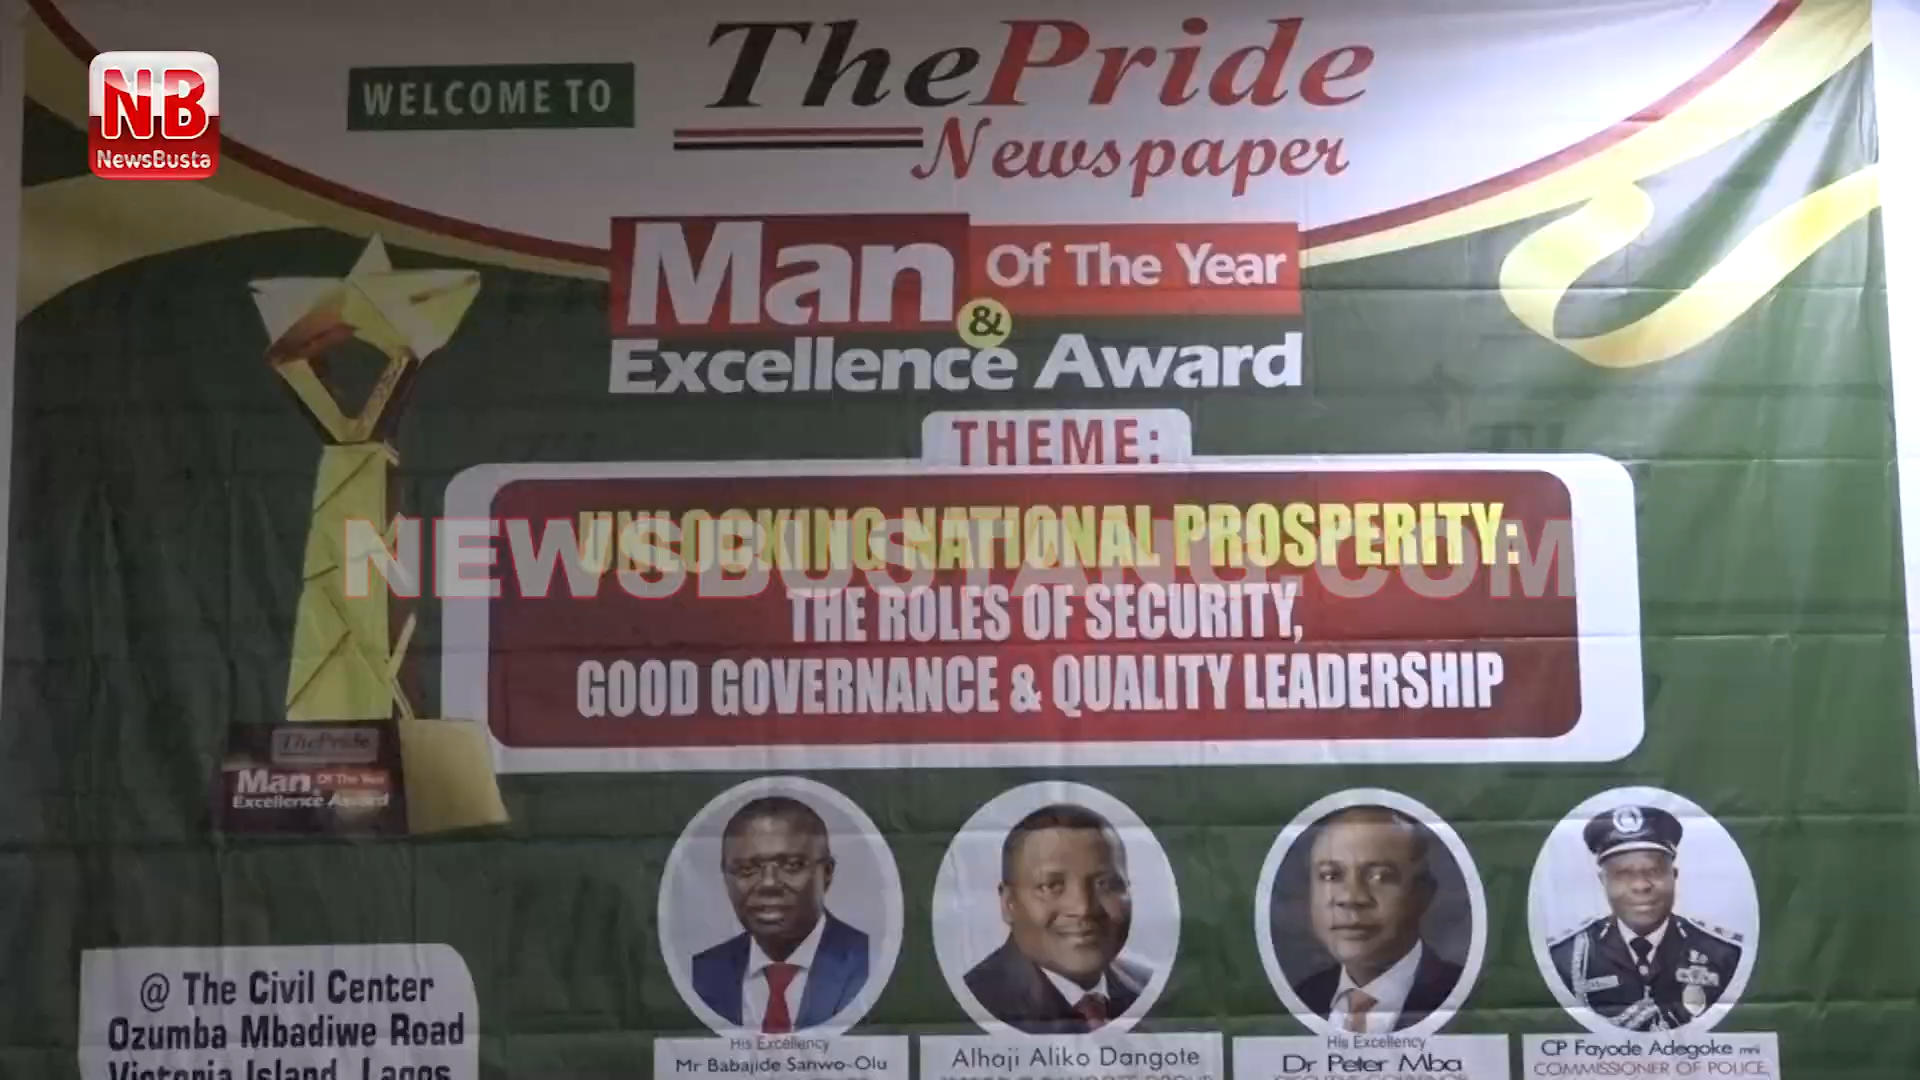 NB
NewsBusta
WELCOME TO
ThePride
Newspaper
Man Of The Year
&
Excellence Award
THEME:
UNLOCKING NATIONAL PROSPERITY:
NEWSBUSTANG.COM
THE ROLES OF SECURITY,
GOOD GOVERNANCE & QUALITY LEADERSHIP
ThePride
Man Of The Year
&
Excellence Award
@ The Civil Center
Ozumba Mbadiwe Road
Victoria Island, Lagos
His Excellency
Mr Babajide Sanwo-Olu
Alhaji Aliko Dangote
His Excellency
Dr Peter Mba
CP Fayode Adegoke mni
COMMISSIONER OF POLICE,